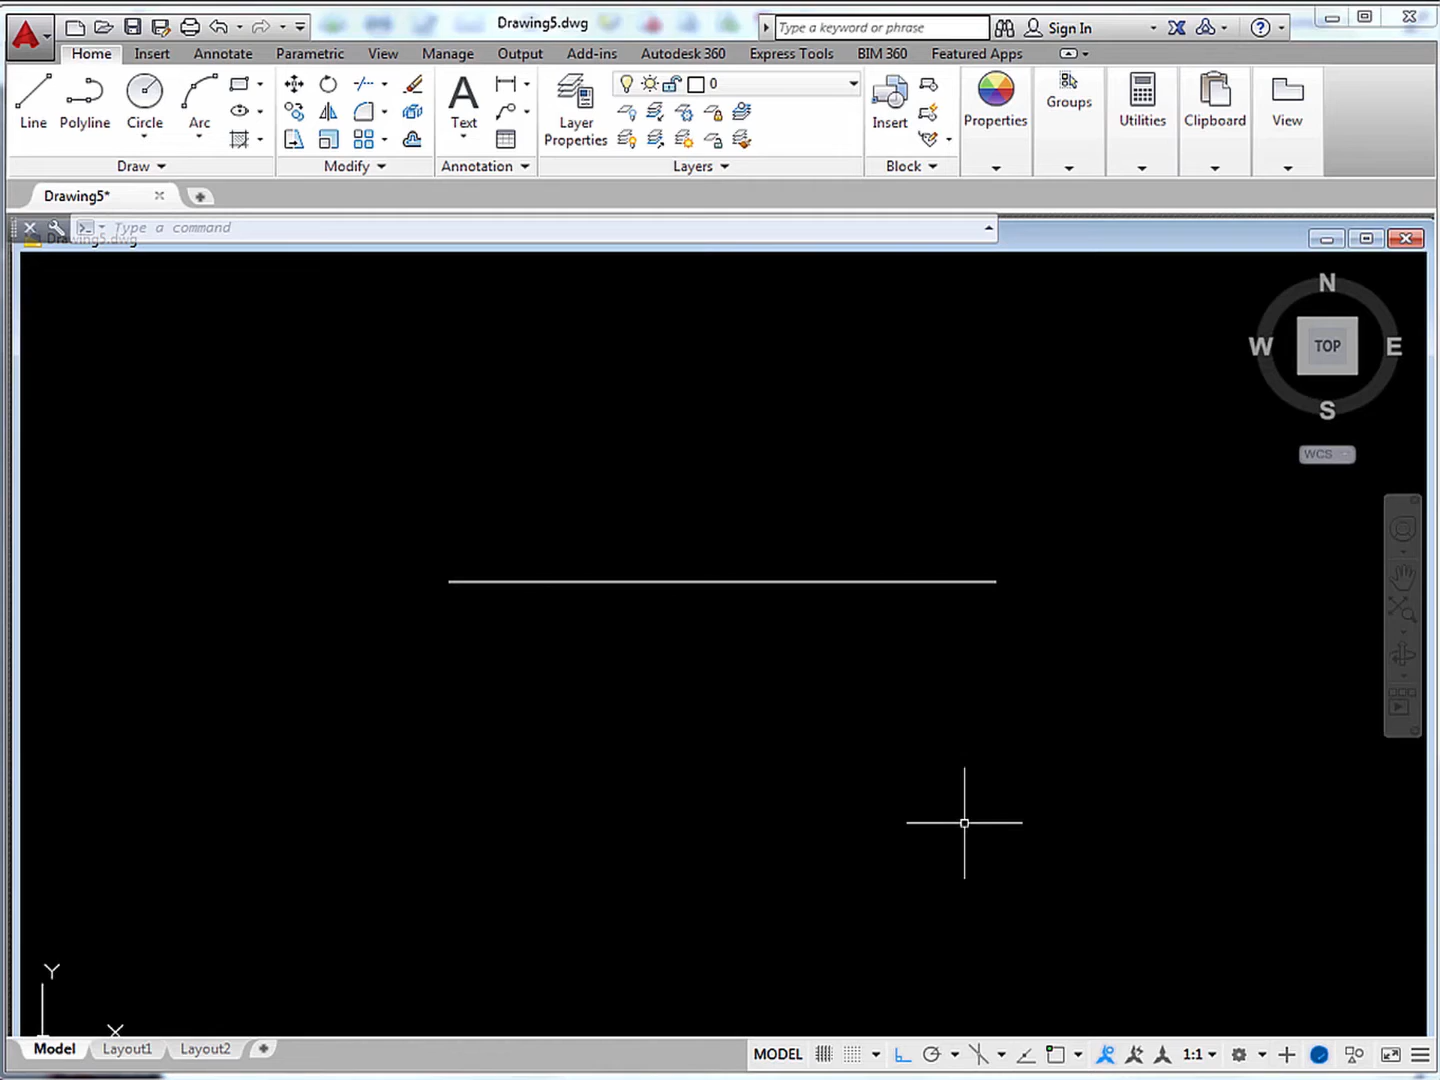 Drawing5.dwg
Type a keyword or phrase
Sign In
Home Insert Annotate Parametric View Manage Output Add-ins Autodesk 360 Express Tools BIM 360 Featured Apps
0
Line Polyline Circle Arc
A
Text
Layer
Properties
Insert
Properties
Groups
Utilities
Clipboard
View
Draw Modify Annotation Layers Block
Drawing5*
Type a command
Drawing5.dwg
N
W TOP E
S
WCS
Y
X
Model Layout1 Layout2
MODEL 1:1